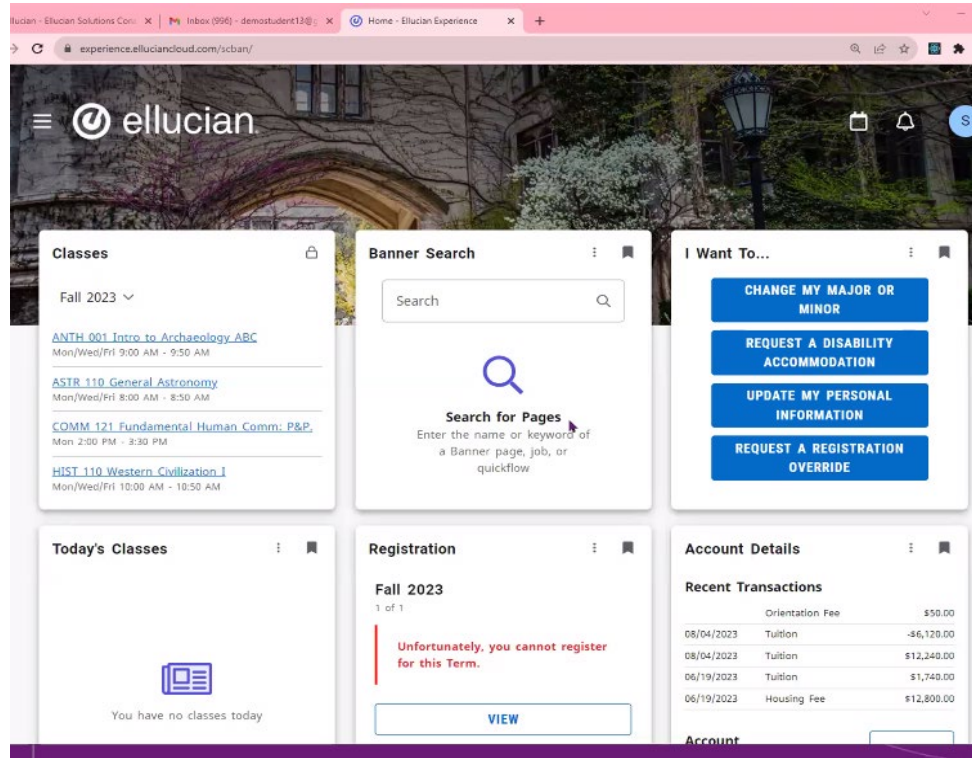 llucian - Ellucian Solutions Cons
Inbox (996) - demostudent13@g
Home - Ellucian Experience
experience.elluciancloud.com/scban/
ellucian.
S
Classes
Fall 2023
ANTH 001 Intro to Archaeology ABC
Mon/Wed/Fri 9:00 AM - 9:50 AM
ASTR 110 General Astronomy
Mon/Wed/Fri 8:00 AM - 8:50 AM
COMM 121 Fundamental Human Comm: P&P.
Mon 2:00 PM - 3:30 PM
HIST 110 Western Civilization I
Mon/Wed/Fri 10:00 AM - 10:50 AM
Banner Search
Search
Search for Pages
Enter the name or keyword of
a Banner page, job, or
quickflow
I Want To...
CHANGE MY MAJOR OR
MINOR
REQUEST A DISABILITY
ACCOMMODATION
UPDATE MY PERSONAL
INFORMATION
REQUEST A REGISTRATION
OVERRIDE
Today's Classes
You have no classes today
Registration
Fall 2023
1 of 1
Unfortunately, you cannot register
for this Term.
VIEW
Account Details
Recent Transactions
Orientation Fee $50.00
08/04/2023 Tuition -$6,120.00
08/04/2023 Tuition $12,240.00
06/19/2023 Tuition $1,740.00
06/19/2023 Housing Fee $12,800.00
Account